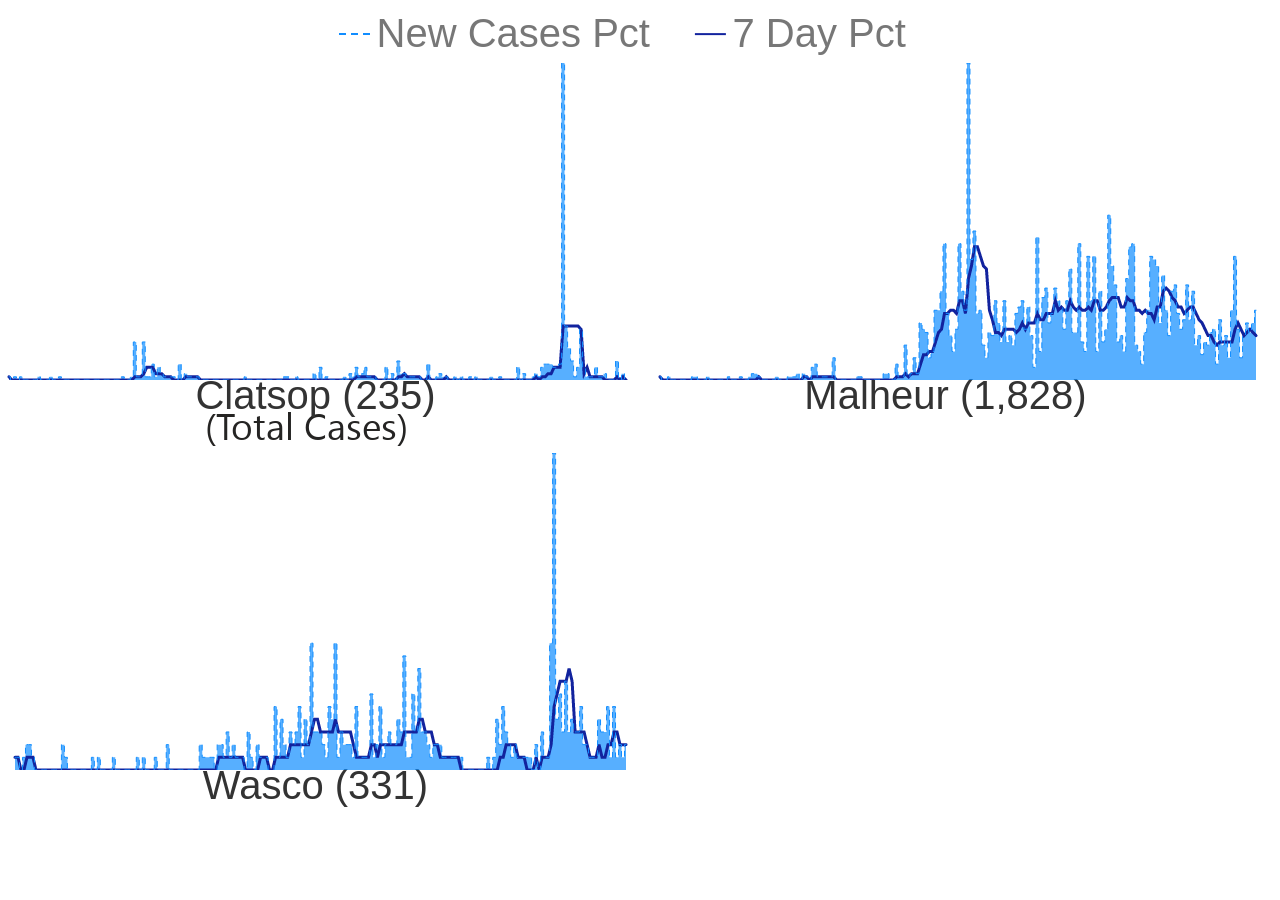 New Cases Pct 7 Day Pct
Clatsop (235) Malheur (1,828)
(Total Cases)
Wasco (331)